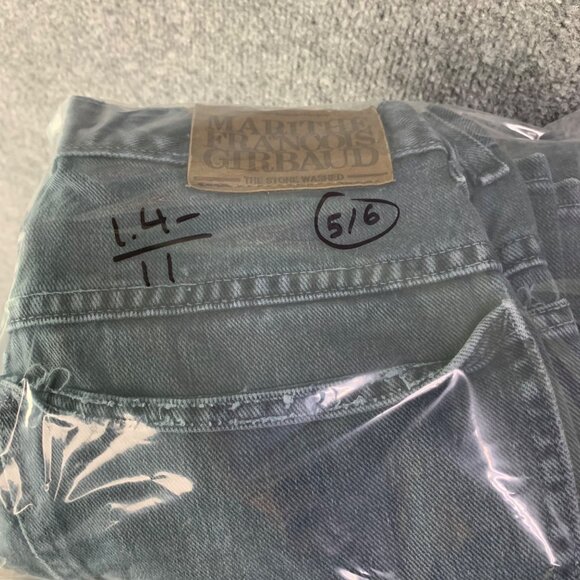 MARITHE
FRANCOIS
GIRBAUD
THE STONE WASHED
1.4-
11
5/6